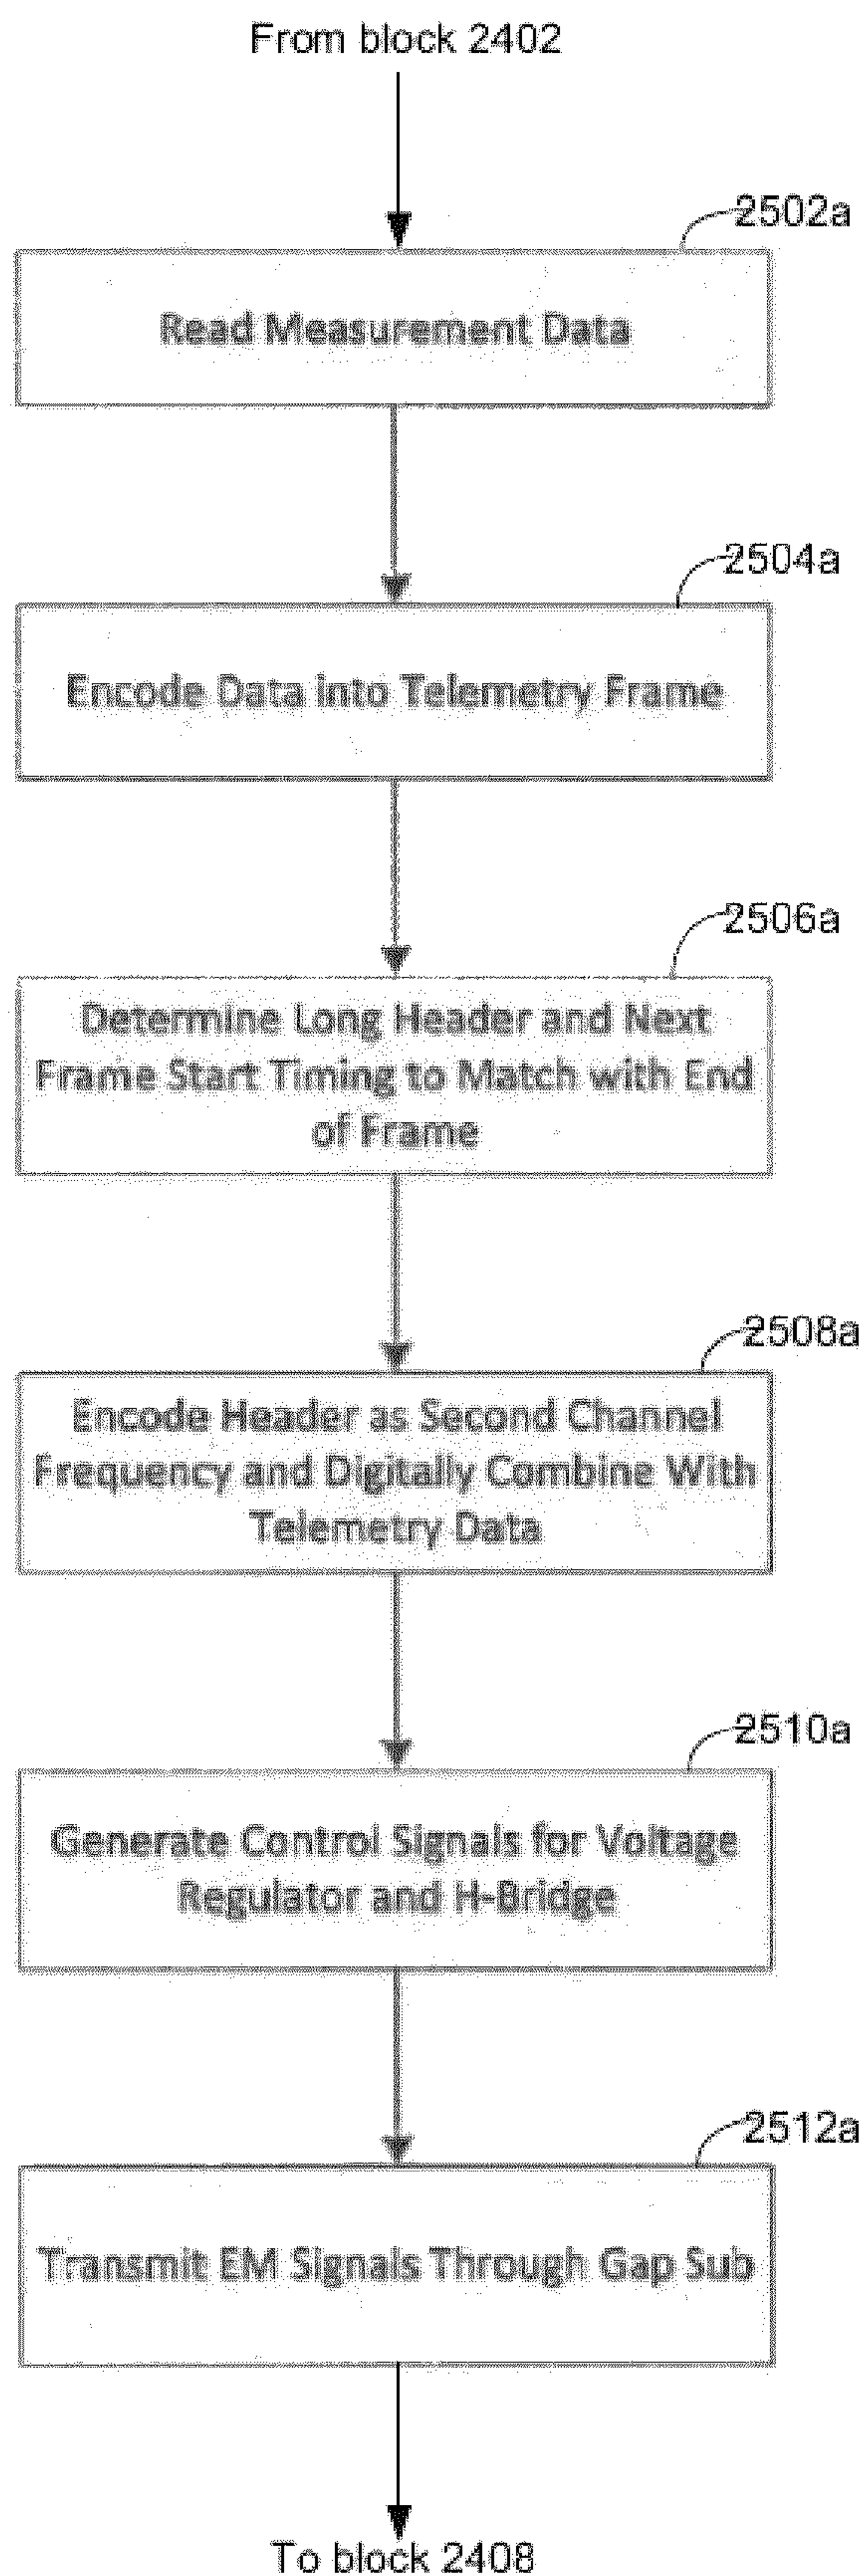 From block 2402
2502a
Read Measurement Data
2504a
Encode Data into Telemetry Frame
2506a
Determine Long Header and Next
Frame Start Timing to Match with End
of Frame
2508a
Encode Header as Second Channel
Frequency and Digitally Combine With
Telemetry Data
2510a
Generate Control Signals for Voltage
Regulator and H-Bridge
2512a
Transmit EM Signals Through Gap Sub
To block 2408